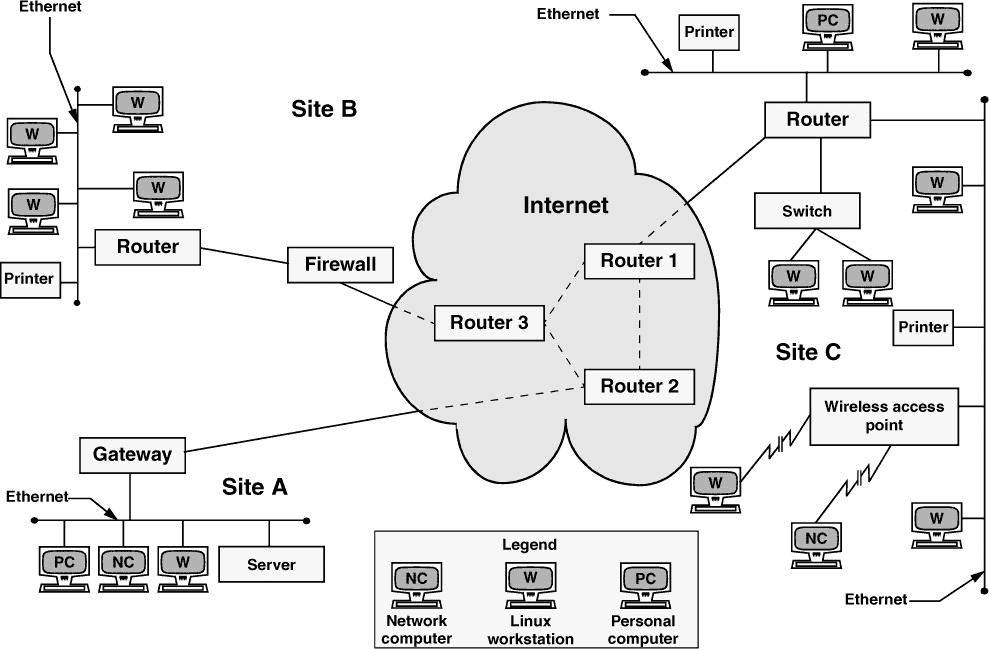 Ethernet
Ethernet
Printer
PC
W
Site B
W
W
W
W
Router
Printer
Firewall
Internet
Router 1
Router 3
Router 2
Router
W
Switch
W
W
Printer
Site C
Wireless access
point
W
NC
W
Ethernet
Gateway
Site A
Ethernet
PC
NC
W
Server
Legend
NC
W
PC
Network
computer
Linux
workstation
Personal
computer